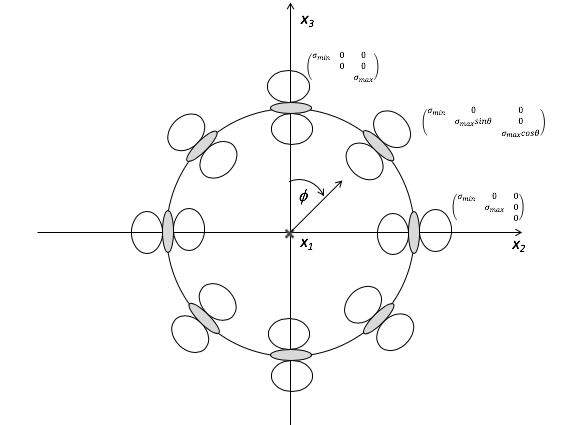 x₃
σₘᵢₙ 0 0
0 0
σₘₐₓ
σₘᵢₙ 0 0
σₘₐₓsinθ 0
σₘₐₓcosθ
σₘᵢₙ 0 0
σₘₐₓ 0
0
ϕ
x₁
x₂